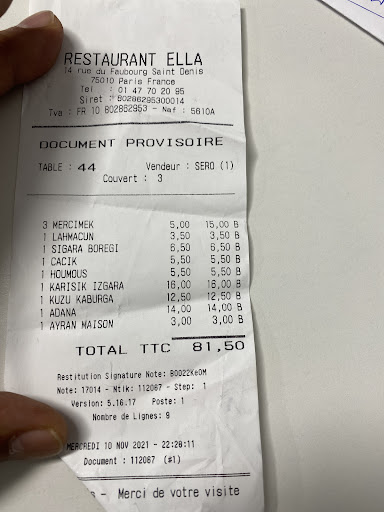 RESTAURANT ELLA
14 rue du Faubourg Saint Denis
75010 Paris France
Tel : 01 47 70 20 95
Siret : 80286295300014
Tva : FR 10 802862953 - Naf : 5610A
DOCUMENT PROVISOIRE
TABLE : 44 Vendeur : SERO (1)
Couvert : 3
3 MERCIMEK 5,00 15,00 B
1 LAHMACUN 3,50 3,50 B
1 SIGARA BOREGI 6,50 6,50 B
1 CACIK 5,50 5,50 B
1 HOUMOUS 5,50 5,50 B
1 KARISIK IZGARA 16,00 16,00 B
1 KUZU KABURGA 12,50 12,50 B
1 ADANA 14,00 14,00 B
1 AYRAN MAISON 3,00 3,00 B
TOTAL TTC 81,50
Restitution Signature Note: BOD22KeOM
Note: 17014 - Ntik: 112067 - Step: 1
Version: 5.16.17 Poste: 1
Nombre de Lignes: 9
MERCREDI 10 NOV 2021 - 22:26:11
Document : 112067 (#1)
- Merci de votre visite